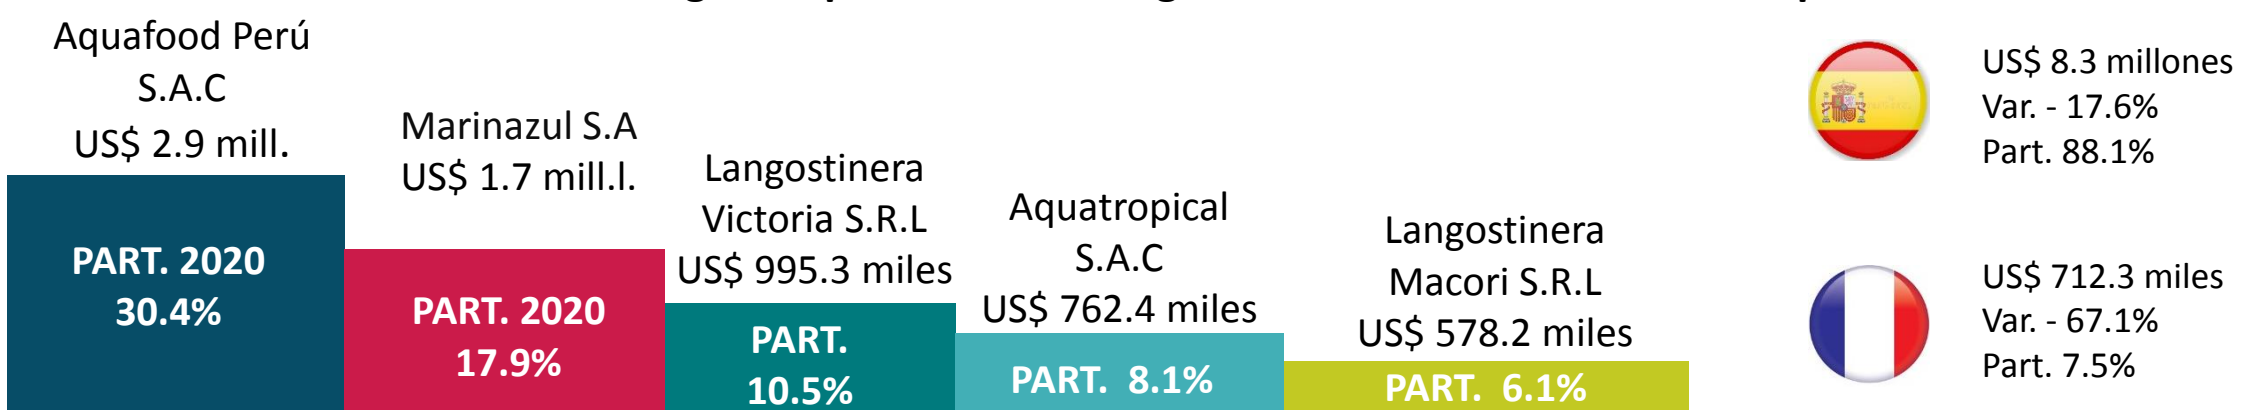 Aquafood Perú
S.A.C
US$ 2.9 mill.
PART. 2020
30.4%
Marinazul S.A
US$ 1.7 mill.l.
PART. 2020
17.9%
Langostinera
Victoria S.R.L
US$ 995.3 miles
PART.
10.5%
Aquatropical
S.A.C
US$ 762.4 miles
PART. 8.1%
Langostinera
Macori S.R.L
US$ 578.2 miles
PART. 6.1%
US$ 8.3 millones
Var. - 17.6%
Part. 88.1%
US$ 712.3 miles
Var. - 67.1%
Part. 7.5%